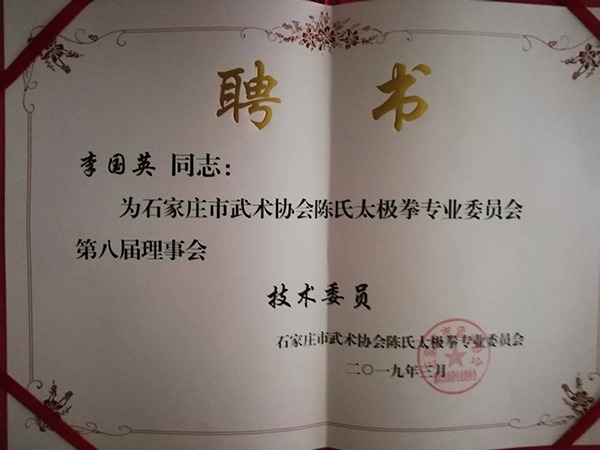 聘 书
李国英 同志：
为石家庄市武术协会陈氏太极拳专业委员会
第八届理事会
技术委员
石家庄市武术协会陈氏太极拳专业委员会
二〇一九年三月